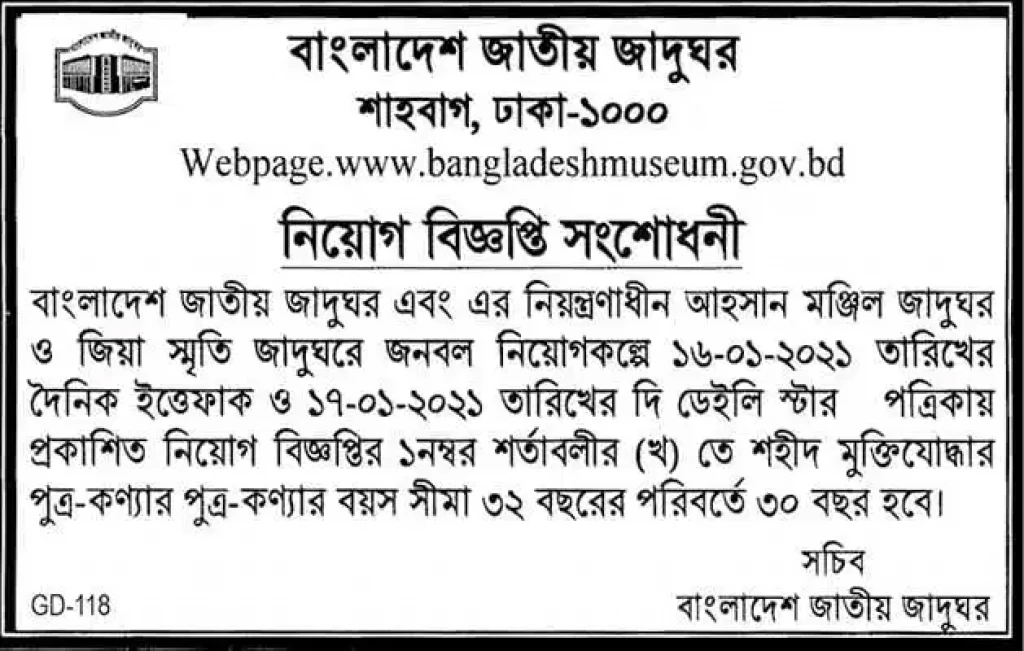 বাংলাদেশ জাতীয় জাদুঘর
বাংলাদেশ জাতীয় জাদুঘর
শাহবাগ, ঢাকা-১০০০
Webpage.www.bangladeshmuseum.gov.bd
নিয়োগ বিজ্ঞপ্তি সংশোধনী
বাংলাদেশ জাতীয় জাদুঘর এবং এর নিয়ন্ত্রণাধীন আহসান মঞ্জিল জাদুঘর
ও জিয়া স্মৃতি জাদুঘরে জনবল নিয়োগকল্পে ১৬-০১-২০২১ তারিখের
দৈনিক ইত্তেফাক ও ১৭-০১-২০২১ তারিখের দি ডেইলি স্টার পত্রিকায়
প্রকাশিত নিয়োগ বিজ্ঞপ্তির ১নম্বর শর্তাবলীর (খ) তে শহীদ মুক্তিযোদ্ধার
পুত্র-কণ্যার পুত্র-কণ্যার বয়স সীমা ৩২ বছরের পরিবর্তে ৩০ বছর হবে।
সচিব
বাংলাদেশ জাতীয় জাদুঘর
GD-118